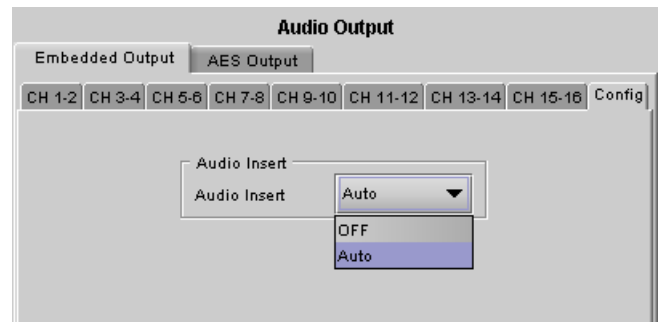 Audio Output
Embedded Output AES Output
CH 1-2 CH 3-4 CH 5-6 CH 7-8 CH 9-10 CH 11-12 CH 13-14 CH 15-16 Config
Audio Insert
Audio Insert Auto
OFF
Auto